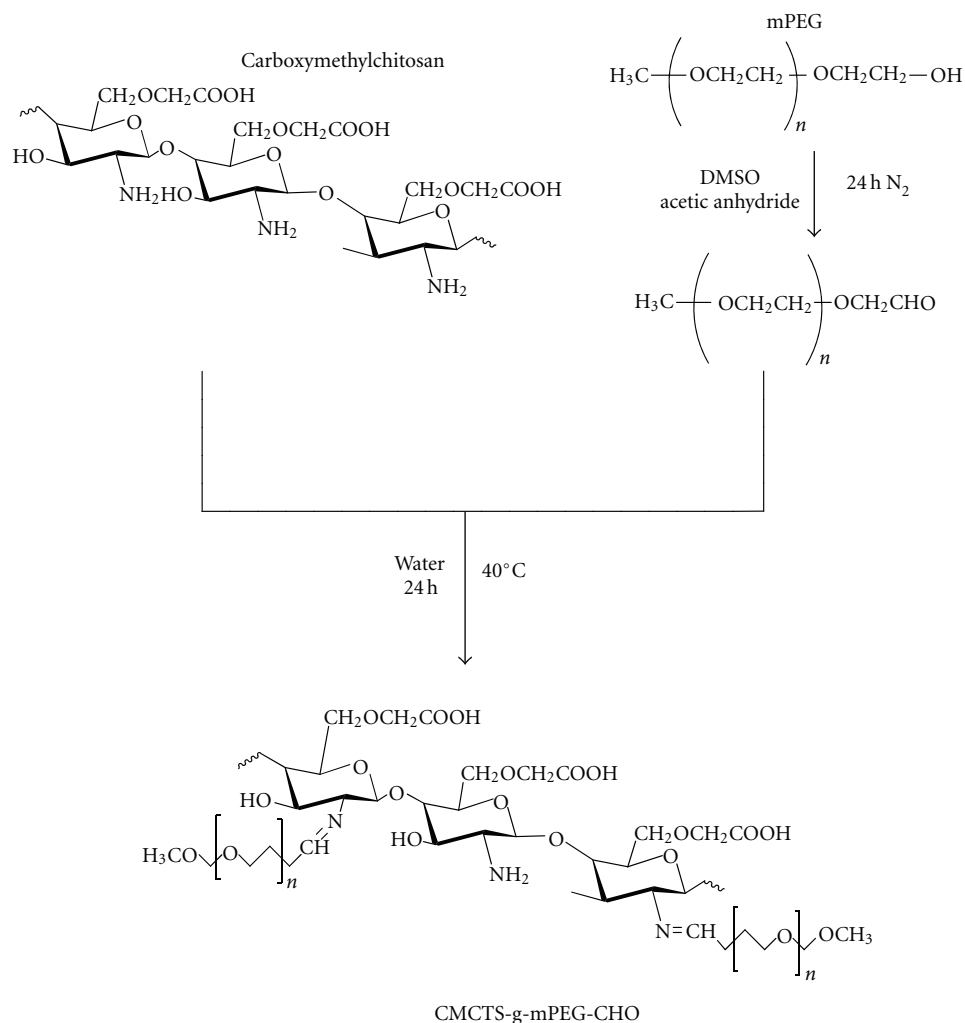 mPEG
Carboxymethylchitosan
H₃C OCH₂CH₂ OCH₂CH₂—OH
n
CH₂OCH₂COOH
O
CH₂OCH₂COOH
HO O O
NH₂HO O CH₂OCH₂COOH
NH₂ O
NH₂
DMSO
acetic anhydride
24 h N₂
H₃C OCH₂CH₂ OCH₂CHO
n
Water
24 h
40°C
CH₂OCH₂COOH
O
CH₂OCH₂COOH
HO N O O
H₃CO O CH HO O CH₂OCH₂COOH
n NH₂ O
N=CH O OCH₃
n
CMCTS-g-mPEG-CHO